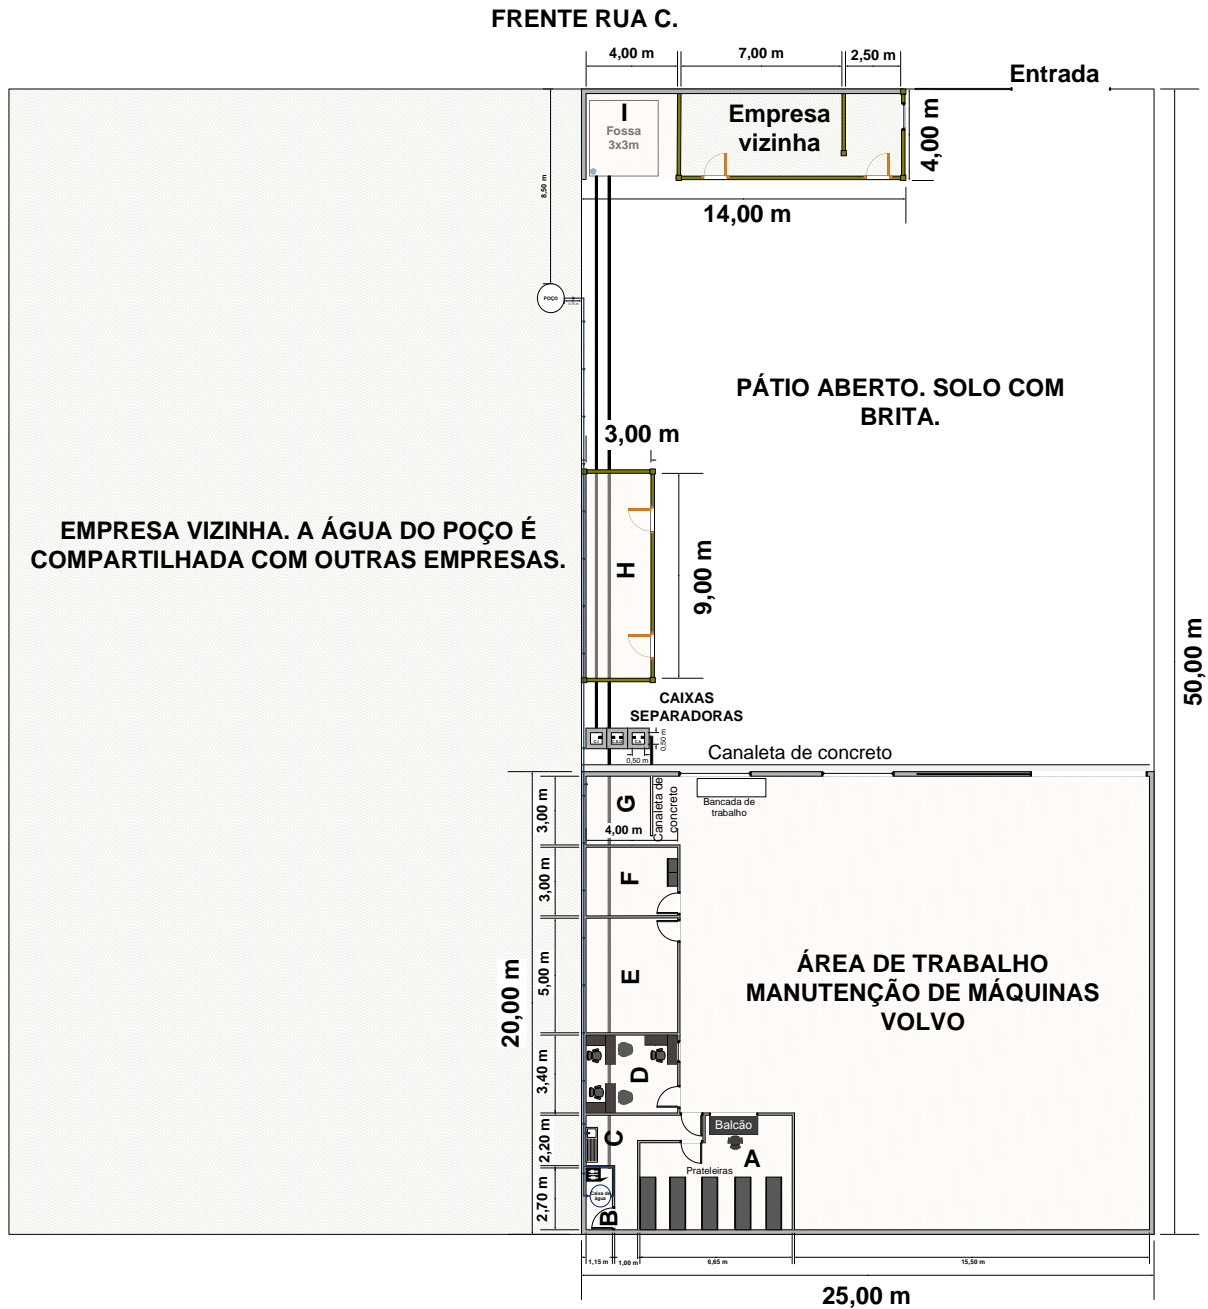 FRENTE RUA C.
4,00 m
7,00 m
2,50 m
Entrada
I
Fossa
3x3m
Empresa
vizinha
4,00 m
8,50 m
14,00 m
POÇO
PÁTIO ABERTO. SOLO COM
BRITA.
3,00 m
EMPRESA VIZINHA. A ÁGUA DO POÇO É
COMPARTILHADA COM OUTRAS EMPRESAS.
H
9,00 m
50,00 m
CAIXAS
SEPARADORAS
0,50 m
0,50 m
Canaleta de concreto
Bancada de
trabalho
G
Canaleta de
concreto
4,00 m
3,00 m
F
3,00 m
E
5,00 m
20,00 m
ÁREA DE TRABALHO
MANUTENÇÃO DE MÁQUINAS
VOLVO
D
3,40 m
C
2,20 m
Balcão
A
Prateleiras
Caixa de
água
B
2,70 m
1,15 m
1,00 m
6,65 m
15,50 m
25,00 m